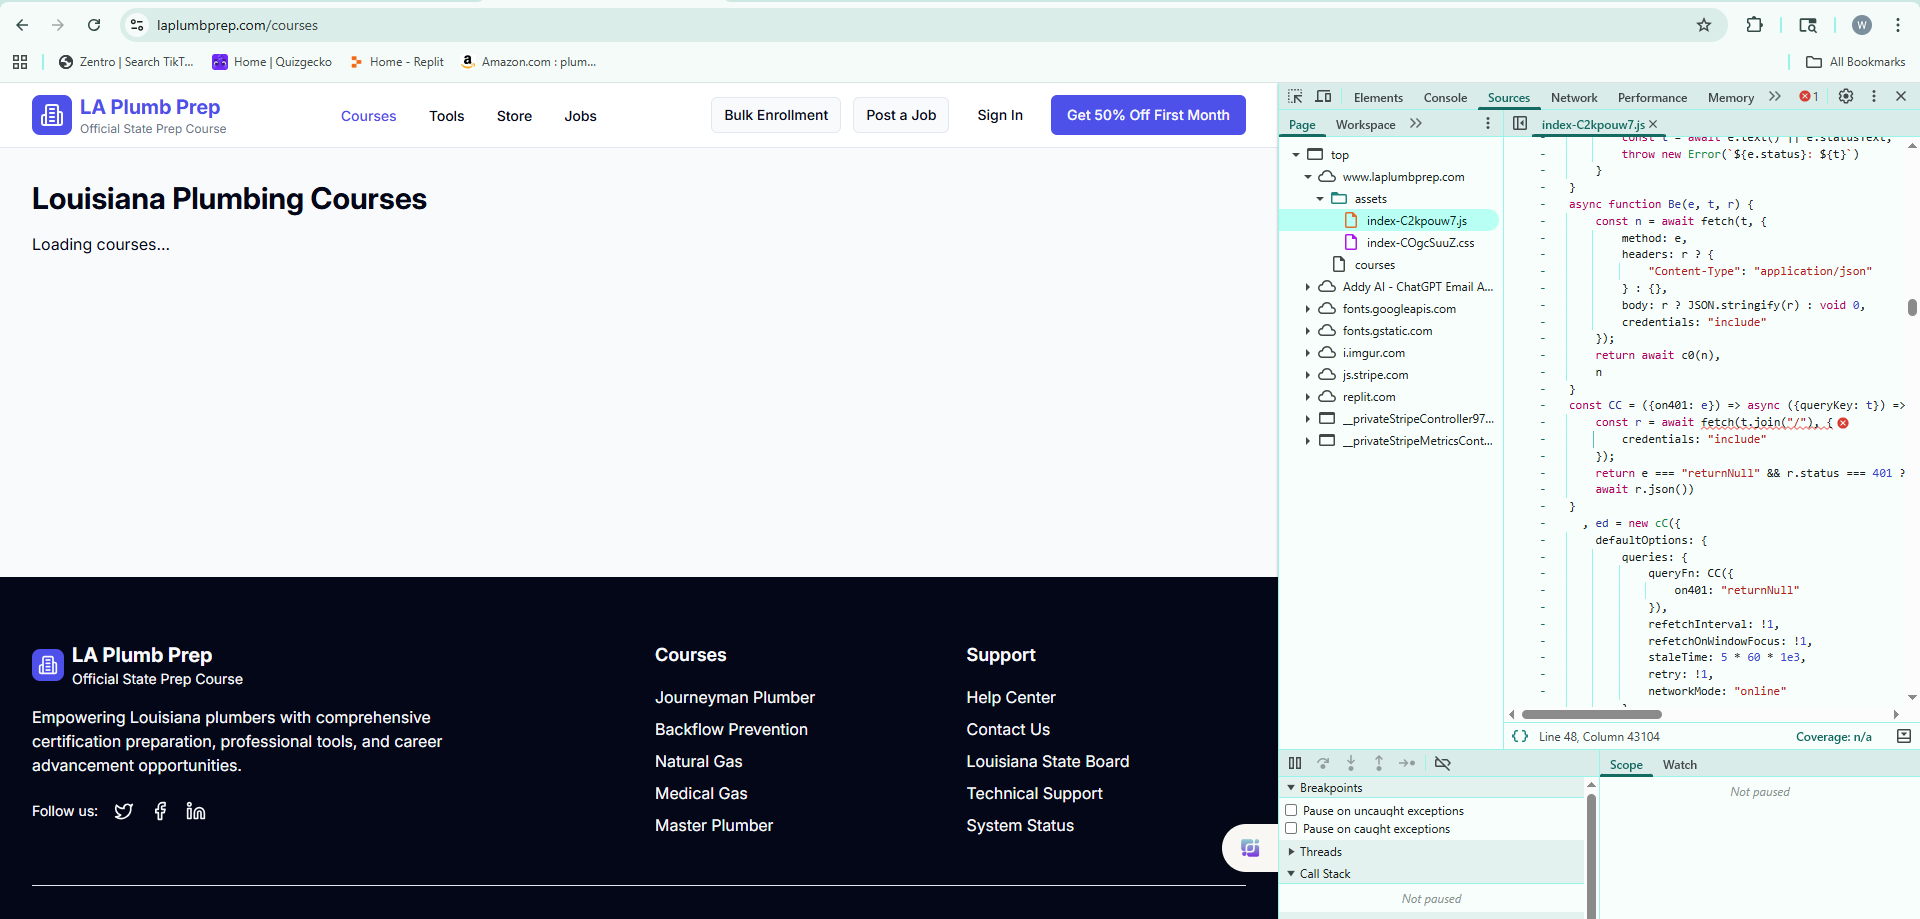 laplumbprep.com/courses
W
Zentro | Search TikT...
Home | Quizgecko
Home - Replit
Amazon.com : plum...
All Bookmarks
LA Plumb Prep
Official State Prep Course
Courses
Tools
Store
Jobs
Bulk Enrollment
Post a Job
Sign In
Get 50% Off First Month
Louisiana Plumbing Courses
Loading courses...
LA Plumb Prep
Official State Prep Course
Empowering Louisiana plumbers with comprehensive
certification preparation, professional tools, and career
advancement opportunities.
Follow us:
Courses
Journeyman Plumber
Backflow Prevention
Natural Gas
Medical Gas
Master Plumber
Support
Help Center
Contact Us
Louisiana State Board
Technical Support
System Status
Elements
Console
Sources
Network
Performance
Memory
1
Page
Workspace
top
www.laplumbprep.com
assets
index-C2kpouw7.js
index-COgcSuuZ.css
courses
Addy AI - ChatGPT Email A...
fonts.googleapis.com
fonts.gstatic.com
i.imgur.com
js.stripe.com
replit.com
__privateStripeController97...
__privateStripeMetricsCont...
index-C2kpouw7.js
const t = await e.text() || e.statusText;
throw new Error(`${e.status}: ${t}`)
}
}
async function Be(e, t, r) {
const n = await fetch(t, {
method: e,
headers: r ? {
"Content-Type": "application/json"
} : {},
body: r ? JSON.stringify(r) : void 0,
credentials: "include"
});
return await c0(n),
n
}
const CC = ({on401: e}) => async ({queryKey: t}) =>
const r = await fetch(t.join("/"), {
credentials: "include"
});
return e === "returnNull" && r.status === 401 ?
await r.json())
}
, ed = new cC({
defaultOptions: {
queries: {
queryFn: CC({
on401: "returnNull"
}),
refetchInterval: !1,
refetchOnWindowFocus: !1,
staleTime: 5 * 60 * 1e3,
retry: !1,
networkMode: "online"
{} Line 48, Column 43104
Coverage: n/a
Breakpoints
Pause on uncaught exceptions
Pause on caught exceptions
Threads
Call Stack
Not paused
Scope
Watch
Not paused